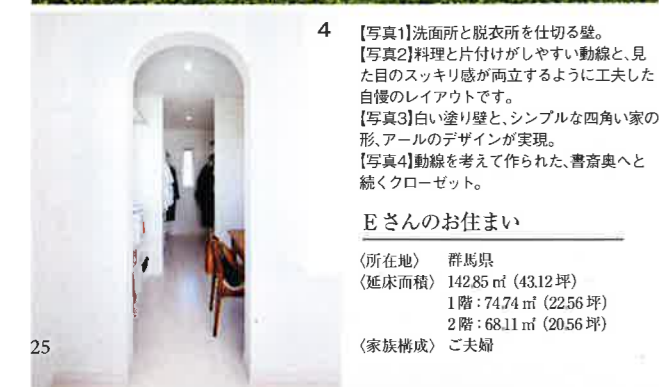 4
【写真1】洗面所と脱衣所を仕切る壁。
【写真2】料理と片付けがしやすい動線と、見
た目のスッキリ感が両立するように工夫した
自慢のレイアウトです。
【写真3】白い塗り壁と、シンプルな四角い家の
形、アールのデザインが実現。
【写真4】動線を考えて作られた、書斎奥へと
続くクローゼット。
Eさんのお住まい
〈所在地〉 群馬県
〈延床面積〉 142.85㎡（43.12坪）
1階：74.74㎡（22.56坪）
2階：68.11㎡（20.56坪）
〈家族構成〉 ご夫婦
25